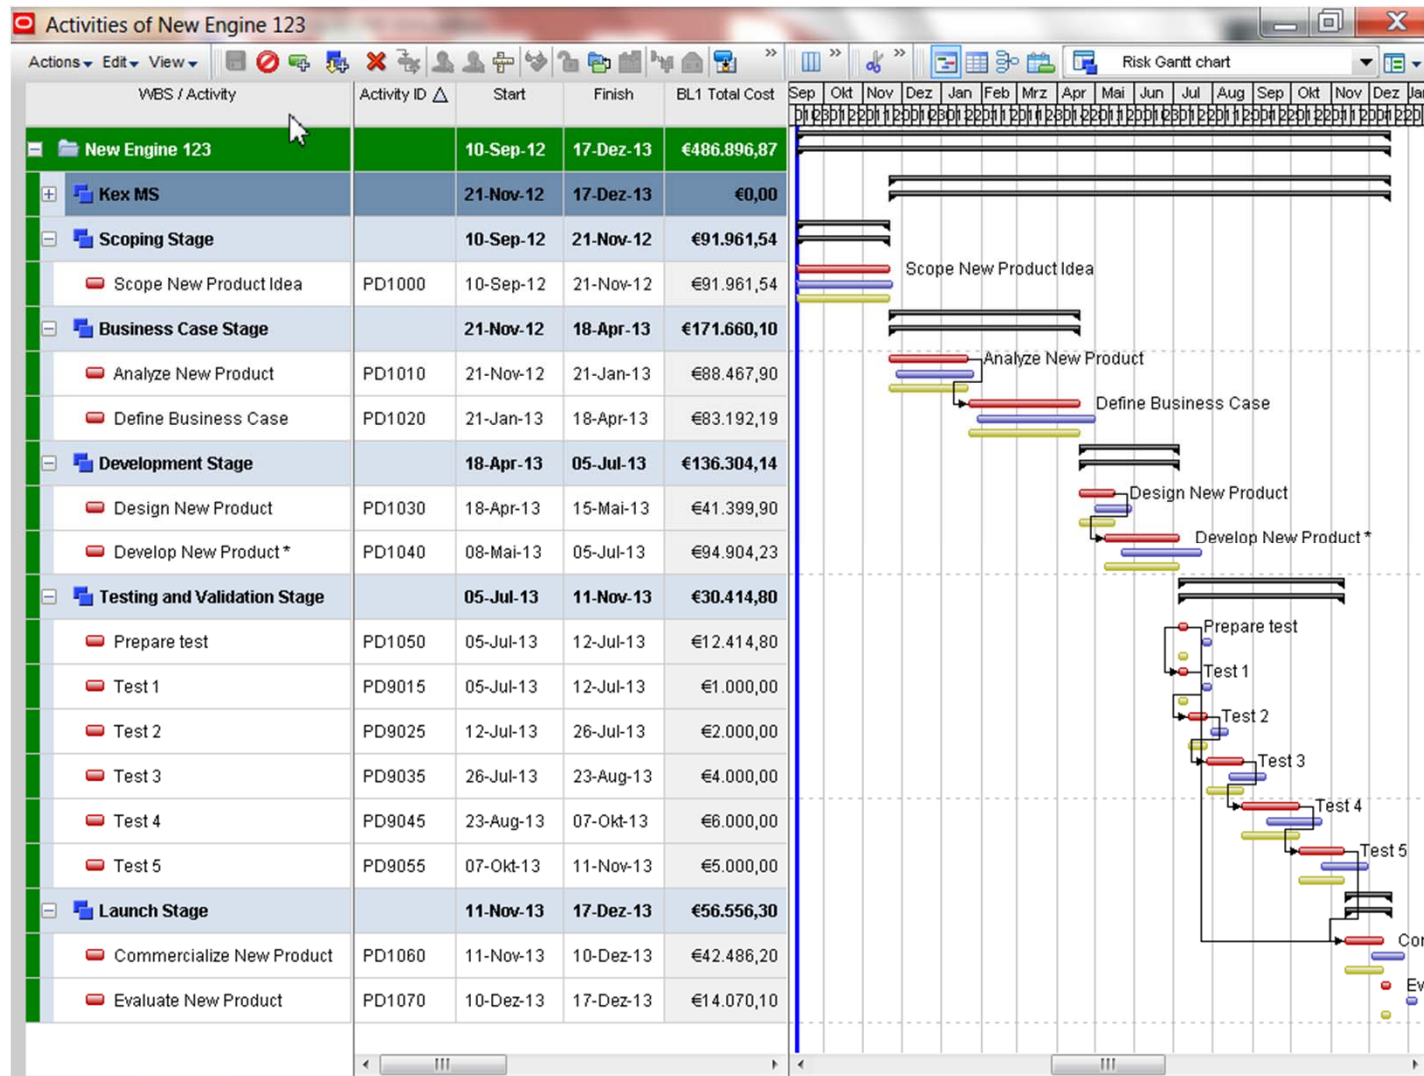 Activities of New Engine 123
Actions Edit View » » » Risk Gantt chart
WBS / Activity Activity ID Start Finish BL1 Total Cost Sep Okt Nov Dez Jan Feb Mrz Apr Mai Jun Jul Aug Sep Okt Nov Dez Jan
New Engine 123 10-Sep-12 17-Dez-13 €486.896,87
Kex MS 21-Nov-12 17-Dez-13 €0,00
Scoping Stage 10-Sep-12 21-Nov-12 €91.961,54
Scope New Product Idea PD1000 10-Sep-12 21-Nov-12 €91.961,54 Scope New Product Idea
Business Case Stage 21-Nov-12 18-Apr-13 €171.660,10
Analyze New Product PD1010 21-Nov-12 21-Jan-13 €88.467,90 Analyze New Product
Define Business Case PD1020 21-Jan-13 18-Apr-13 €83.192,19 Define Business Case
Development Stage 18-Apr-13 05-Jul-13 €136.304,14
Design New Product PD1030 18-Apr-13 15-Mai-13 €41.399,90 Design New Product
Develop New Product * PD1040 08-Mai-13 05-Jul-13 €94.904,23 Develop New Product *
Testing and Validation Stage 05-Jul-13 11-Nov-13 €30.414,80
Prepare test PD1050 05-Jul-13 12-Jul-13 €12.414,80 Prepare test
Test 1 PD9015 05-Jul-13 12-Jul-13 €1.000,00 Test 1
Test 2 PD9025 12-Jul-13 26-Jul-13 €2.000,00 Test 2
Test 3 PD9035 26-Jul-13 23-Aug-13 €4.000,00 Test 3
Test 4 PD9045 23-Aug-13 07-Okt-13 €6.000,00 Test 4
Test 5 PD9055 07-Okt-13 11-Nov-13 €5.000,00 Test 5
Launch Stage 11-Nov-13 17-Dez-13 €56.556,30
Commercialize New Product PD1060 11-Nov-13 10-Dez-13 €42.486,20 Cor
Evaluate New Product PD1070 10-Dez-13 17-Dez-13 €14.070,10 Ev